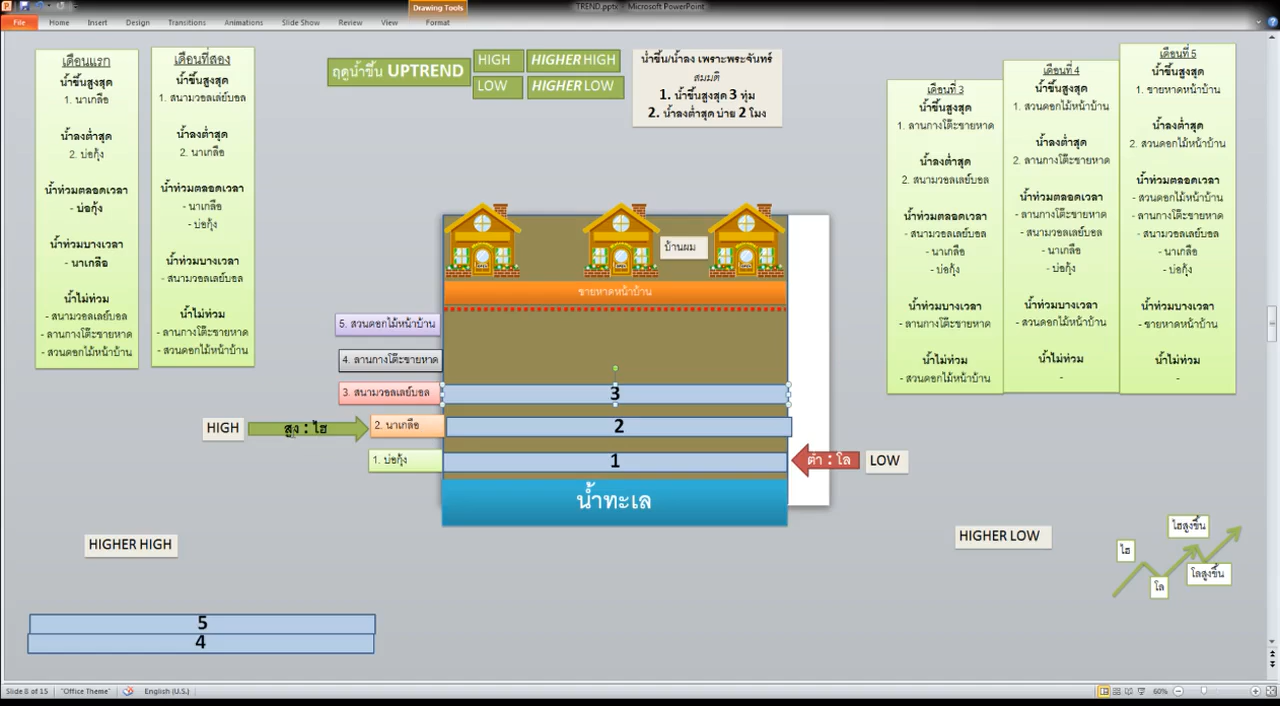 Drawing Tools
TREND.pptx - Microsoft PowerPoint
File Home Insert Design Transitions Animations Slide Show Review View Format
เดือนแรก
น้ำขึ้นสูงสุด
1. นาเกลือ
น้ำลงต่ำสุด
2. บ่อกุ้ง
น้ำท่วมตลอดเวลา
- บ่อกุ้ง
น้ำท่วมบางเวลา
- นาเกลือ
น้ำไม่ท่วม
- สนามวอลเลย์บอล
- ลานกางโต๊ะชายหาด
- สวนดอกไม้หน้าบ้าน
เดือนที่สอง
น้ำขึ้นสูงสุด
1. สนามวอลเล่ย์บอล
น้ำลงต่ำสุด
2. นาเกลือ
น้ำท่วมตลอดเวลา
- นาเกลือ
- บ่อกุ้ง
น้ำท่วมบางเวลา
- สนามวอลเลย์บอล
น้ำไม่ท่วม
- ลานกางโต๊ะชายหาด
- สวนดอกไม้หน้าบ้าน
ฤดูน้ำขึ้น UPTREND
HIGH HIGHER HIGH
LOW HIGHER LOW
น้ำขึ้น/น้ำลง เพราะพระจันทร์
สมมติ
1. น้ำขึ้นสูงสุด 3 ทุ่ม
2. น้ำลงต่ำสุด บ่าย 2 โมง
เดือนที่ 3
น้ำขึ้นสูงสุด
1. ลานกางโต๊ะชายหาด
น้ำลงต่ำสุด
2. สนามวอลเลย์บอล
น้ำท่วมตลอดเวลา
- สนามวอลเลย์บอล
- นาเกลือ
- บ่อกุ้ง
น้ำท่วมบางเวลา
- ลานกางโต๊ะชายหาด
น้ำไม่ท่วม
- สวนดอกไม้หน้าบ้าน
เดือนที่ 4
น้ำขึ้นสูงสุด
1. สวนดอกไม้หน้าบ้าน
น้ำลงต่ำสุด
2. ลานกางโต๊ะชายหาด
น้ำท่วมตลอดเวลา
- ลานกางโต๊ะชายหาด
- สนามวอลเลย์บอล
- นาเกลือ
- บ่อกุ้ง
น้ำท่วมบางเวลา
- สวนดอกไม้หน้าบ้าน
น้ำไม่ท่วม
-
เดือนที่ 5
น้ำขึ้นสูงสุด
1. ชายหาดหน้าบ้าน
น้ำลงต่ำสุด
2. สวนดอกไม้หน้าบ้าน
น้ำท่วมตลอดเวลา
- สวนดอกไม้หน้าบ้าน
- ลานกางโต๊ะชายหาด
- สนามวอลเลย์บอล
- นาเกลือ
- บ่อกุ้ง
น้ำท่วมบางเวลา
- ชายหาดหน้าบ้าน
น้ำไม่ท่วม
-
บ้านผม
ชายหาดหน้าบ้าน
5. สวนดอกไม้หน้าบ้าน
4. ลานกางโต๊ะชายหาด
3. สนามวอลเลย์บอล 3
HIGH สูง : ไฮ 2. นาเกลือ 2
1. บ่อกุ้ง 1 ต่ำ : โล LOW
น้ำทะเล
HIGHER HIGH
HIGHER LOW
ไฮสูงขึ้น
ไฮ
โลสูงขึ้น
โล
5
4
Slide 8 of 15 "Office Theme" English (U.S.) 60%